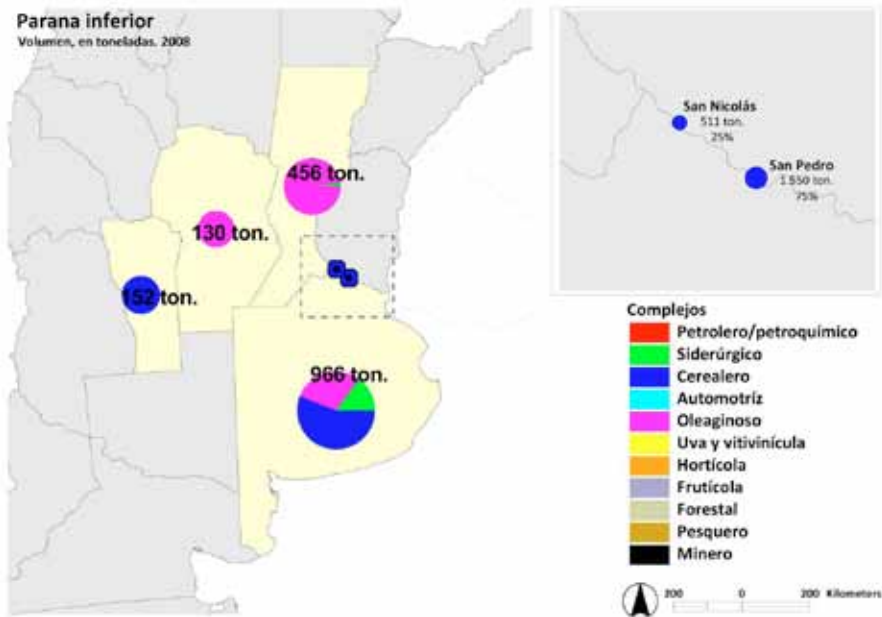 Parana inferior
Volumen, en toneladas. 2008
456 ton.
130 ton.
152 ton.
966 ton.
San Nicolás
511 ton.
25%
San Pedro
1.550 ton.
75%
Complejos
Petrolero/petroquímico
Siderúrgico
Cerealero
Automotríz
Oleaginoso
Uva y vitivinícula
Hortícola
Frutícola
Forestal
Pesquero
Minero
200 0 200 Kilometers